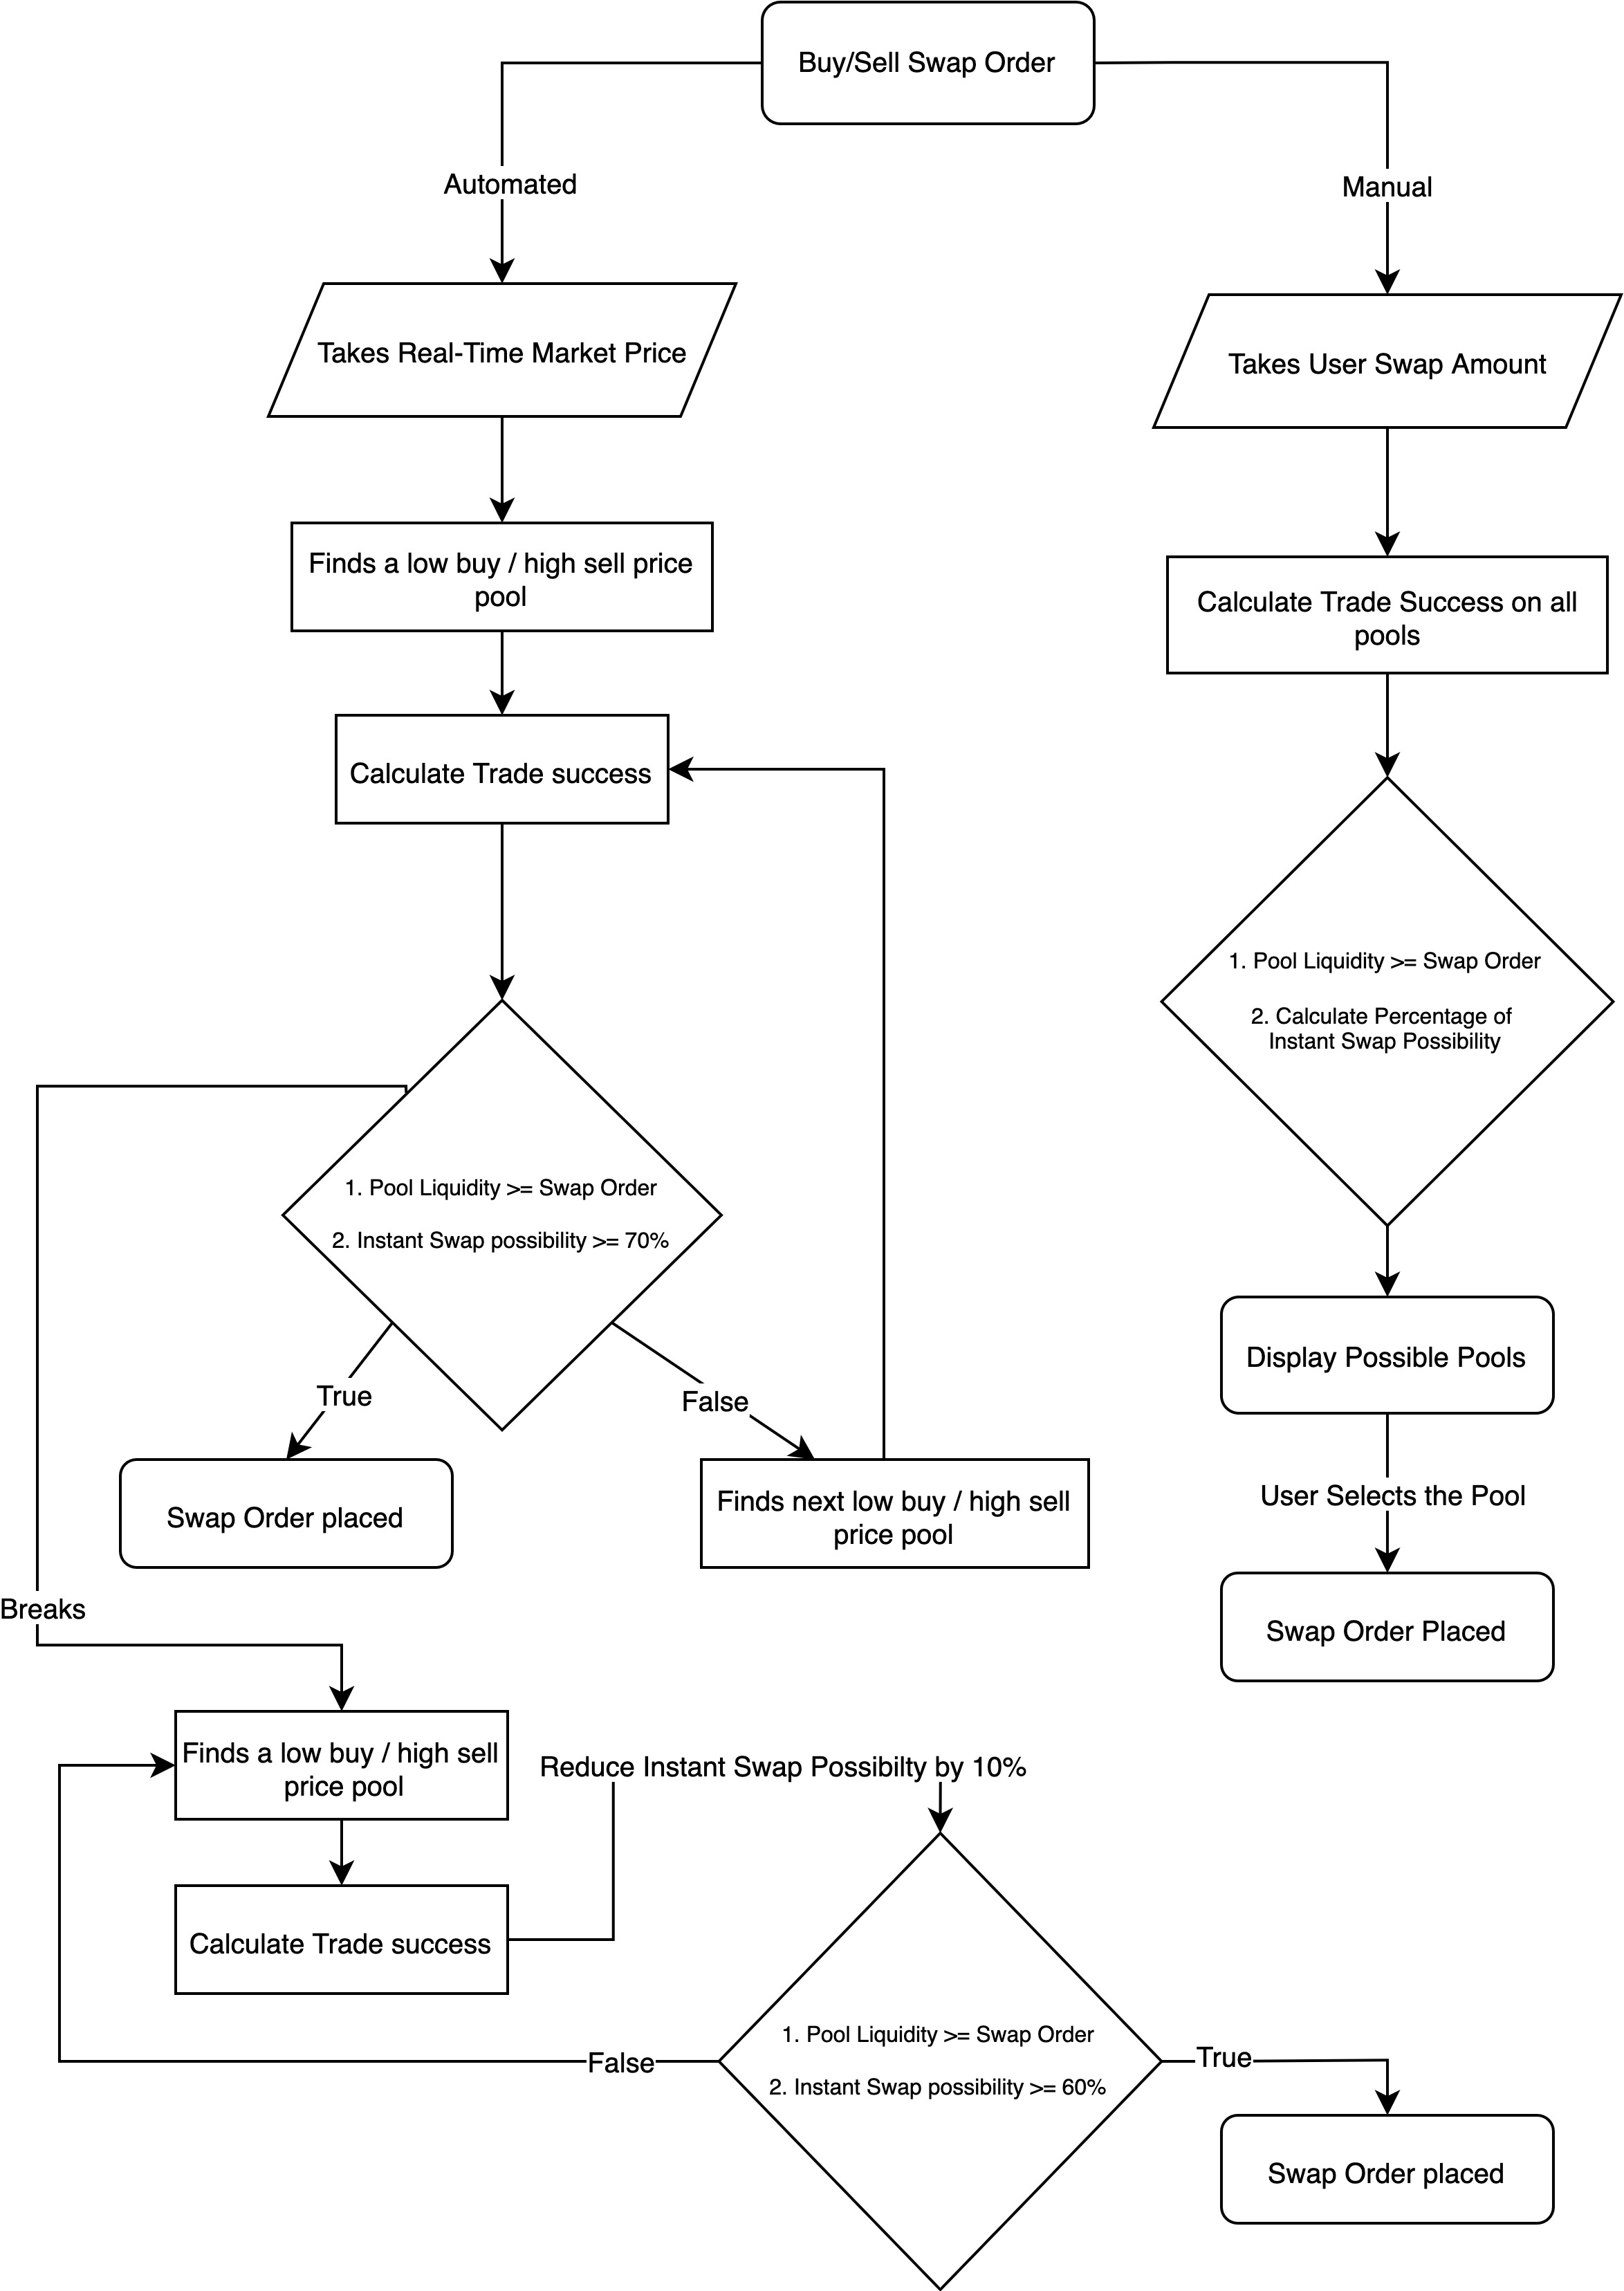 Buy/Sell Swap Order
Automated
Manual
Takes Real-Time Market Price
Takes User Swap Amount
Finds a low buy / high sell price
pool
Calculate Trade Success on all
pools
Calculate Trade success
1. Pool Liquidity >= Swap Order
2. Calculate Percentage of
Instant Swap Possibility
1. Pool Liquidity >= Swap Order
2. Instant Swap possibility >= 70%
True
False
Display Possible Pools
Swap Order placed
Finds next low buy / high sell
price pool
User Selects the Pool
Swap Order Placed
Breaks
Finds a low buy / high sell
price pool
Reduce Instant Swap Possibilty by 10%
Calculate Trade success
1. Pool Liquidity >= Swap Order
2. Instant Swap possibility >= 60%
False
True
Swap Order placed